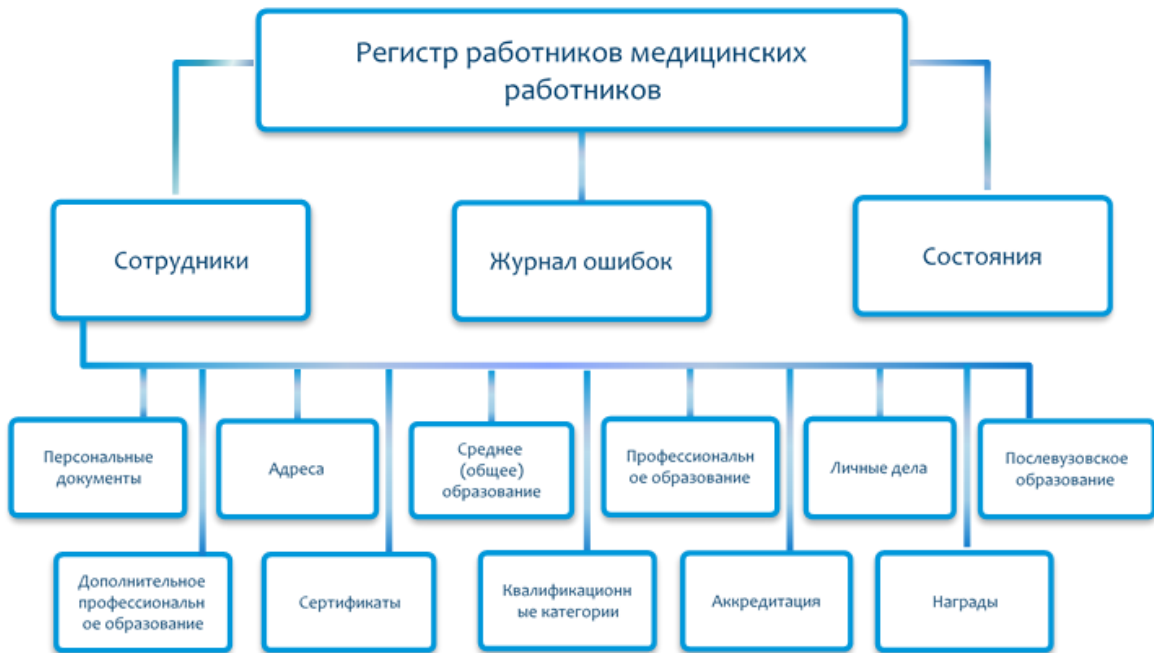 Регистр работников медицинских
работников
Сотрудники
Журнал ошибок
Состояния
Персональные
документы
Адреса
Среднее
(общее)
образование
Профессиональн
ое образование
Личные дела
Послевузовское
образование
Дополнительное
профессиональн
ое образование
Сертификаты
Квалификационн
ые категории
Аккредитация
Награды